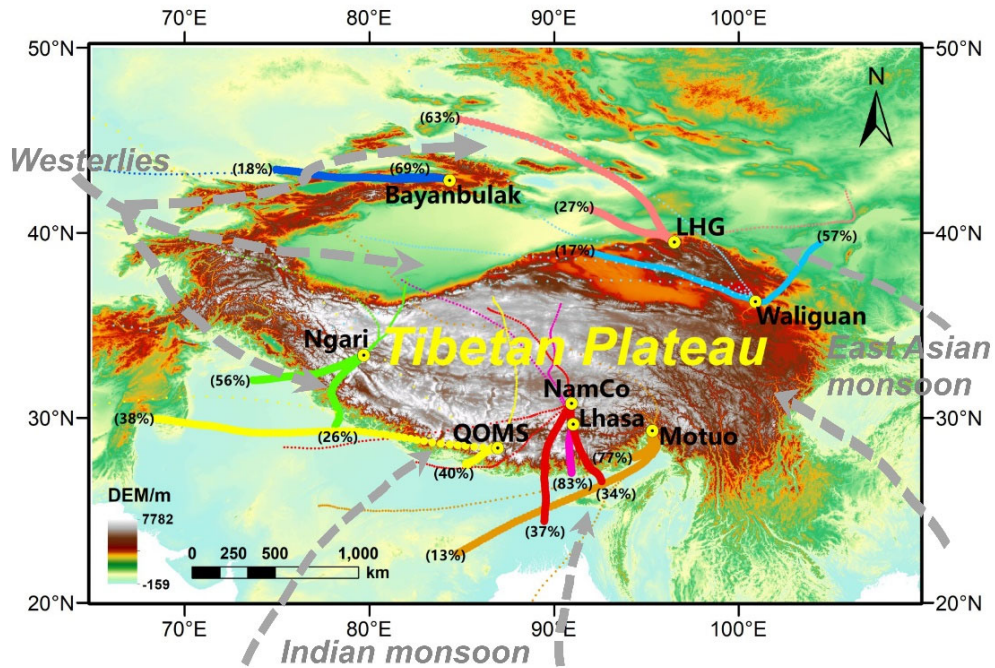 70°E 80°E 90°E 100°E
50°N 50°N
N
(63%)
Westerlies
(18%) (69%)
Bayanbulak
(27%) LHG
40°N 40°N
(57%)
(17%)
Waliguan
Ngari
Tibetan Plateau
East Asian
monsoon
(56%)
NamCo
30°N 30°N
(38%) Lhasa
(26%) QOMS Motuo
(40%) (77%)
(83%) (34%)
(37%)
(13%)
DEM/m
7782
-159
0 250 500 1,000
km
20°N 20°N
70°E 80°E 90°E 100°E
Indian monsoon